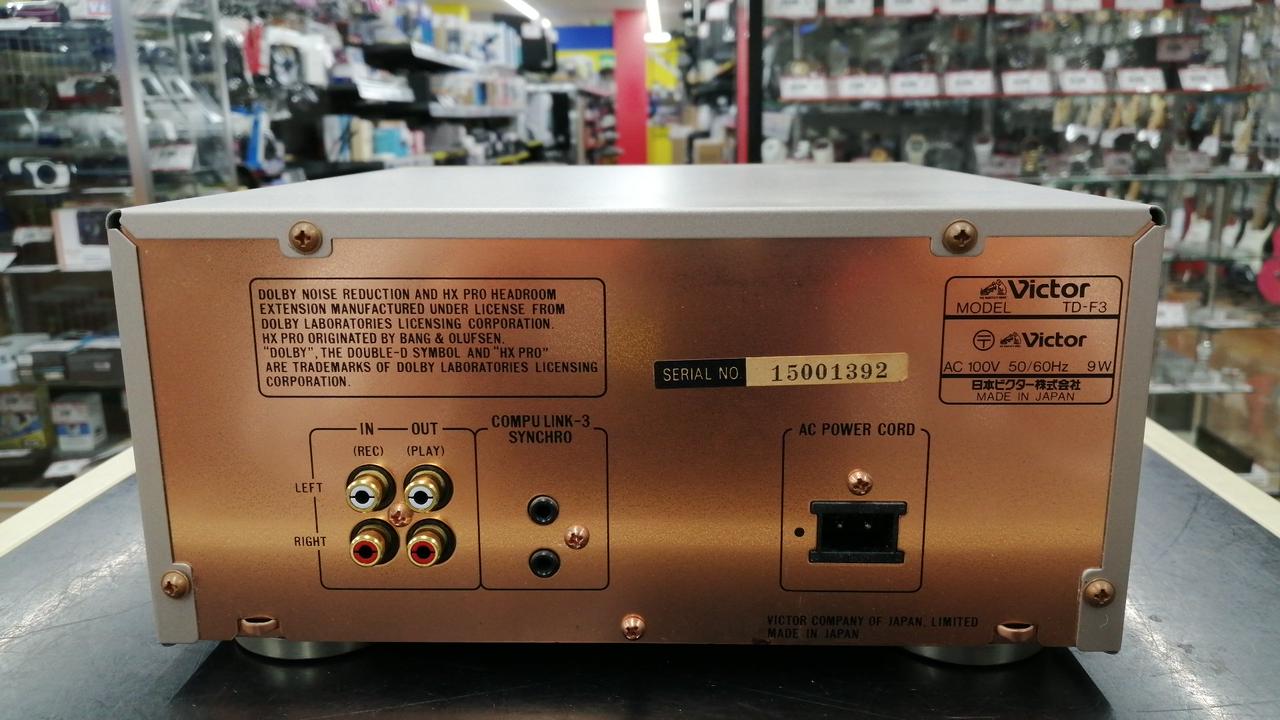 DOLBY NOISE REDUCTION AND HX PRO HEADROOM
EXTENSION MANUFACTURED UNDER LICENSE FROM
DOLBY LABORATORIES LICENSING CORPORATION.
HX PRO ORIGINATED BY BANG & OLUFSEN.
"DOLBY", THE DOUBLE-D SYMBOL AND "HX PRO"
ARE TRADEMARKS OF DOLBY LABORATORIES LICENSING
CORPORATION.
SERIAL NO. 15001392
Victor
MODEL TD-F3
Victor
AC 100V 50/60Hz 9W
日本ビクター株式会社
MADE IN JAPAN
IN OUT
(REC) (PLAY)
LEFT
RIGHT
COMPU LINK-3
SYNCHRO
AC POWER CORD
VICTOR COMPANY OF JAPAN, LIMITED
MADE IN JAPAN